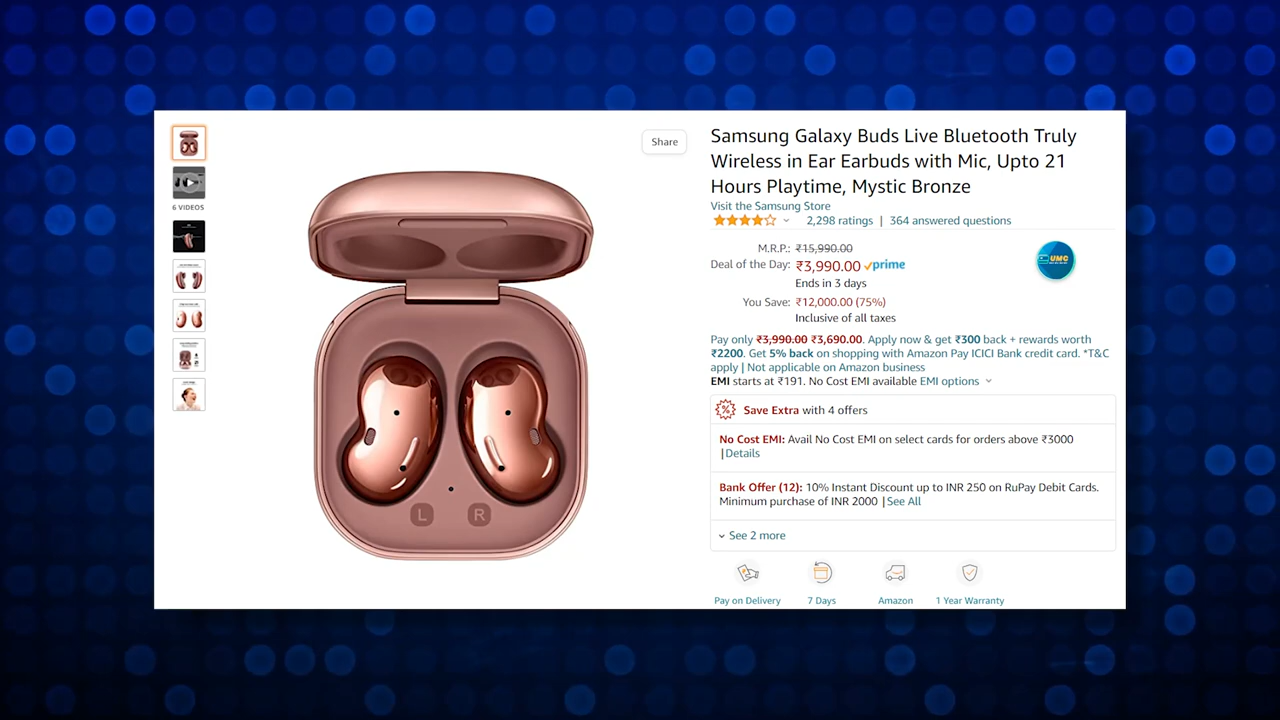 Share
6 VIDEOS
L R
Samsung Galaxy Buds Live Bluetooth Truly
Wireless in Ear Earbuds with Mic, Upto 21
Hours Playtime, Mystic Bronze
Visit the Samsung Store
2,298 ratings | 364 answered questions
M.R.P.: ₹15,990.00
Deal of the Day: ₹3,990.00 prime
Ends in 3 days
You Save: ₹12,000.00 (75%)
Inclusive of all taxes
UMC
Pay only ₹3,990.00 ₹3,690.00. Apply now & get ₹300 back + rewards worth
₹2200. Get 5% back on shopping with Amazon Pay ICICI Bank credit card. *T&C
apply | Not applicable on Amazon business
EMI starts at ₹191. No Cost EMI available EMI options
% Save Extra with 4 offers
No Cost EMI: Avail No Cost EMI on select cards for orders above ₹3000
|Details
Bank Offer (12): 10% Instant Discount up to INR 250 on RuPay Debit Cards.
Minimum purchase of INR 2000 |See All
See 2 more
Pay on Delivery 7 Days Amazon 1 Year Warranty